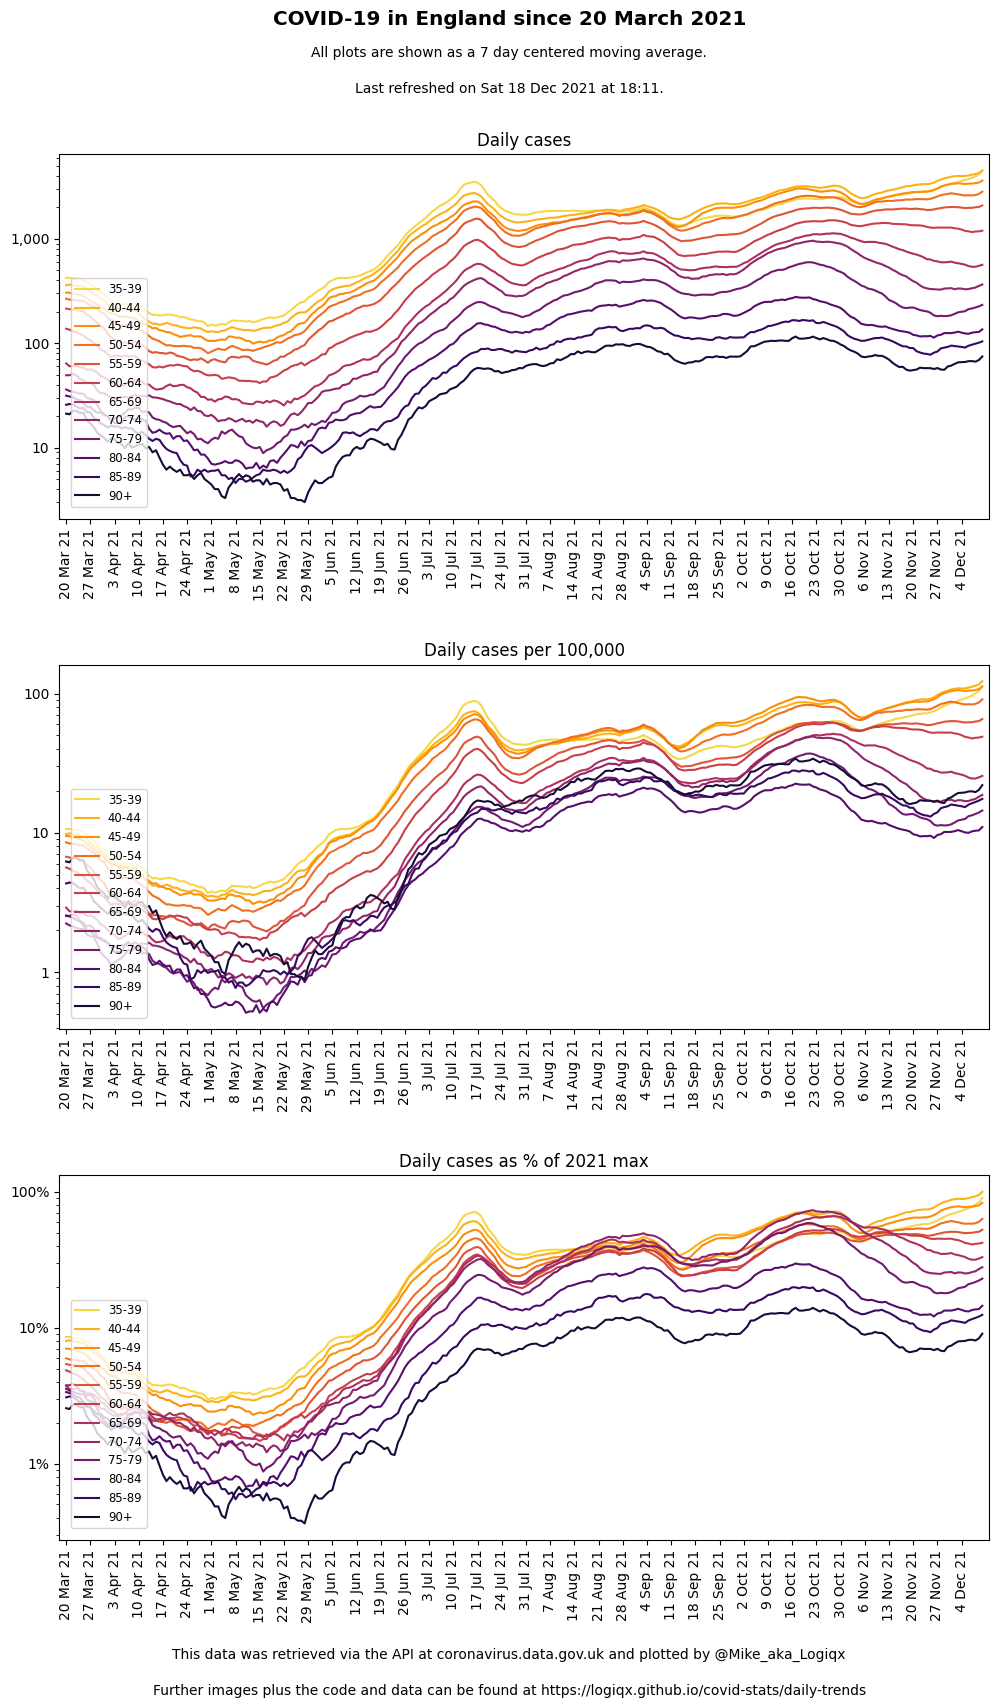 COVID-19 in England since 20 March 2021
All plots are shown as a 7 day centered moving average.
Last refreshed on Sat 18 Dec 2021 at 18:11.
Daily cases
1,000
100
10
35-39
40-44
45-49
50-54
55-59
60-64
65-69
70-74
75-79
80-84
85-89
90+
20 Mar 21
27 Mar 21
3 Apr 21
10 Apr 21
17 Apr 21
24 Apr 21
1 May 21
8 May 21
15 May 21
22 May 21
29 May 21
5 Jun 21
12 Jun 21
19 Jun 21
26 Jun 21
3 Jul 21
10 Jul 21
17 Jul 21
24 Jul 21
31 Jul 21
7 Aug 21
14 Aug 21
21 Aug 21
28 Aug 21
4 Sep 21
11 Sep 21
18 Sep 21
25 Sep 21
2 Oct 21
9 Oct 21
16 Oct 21
23 Oct 21
30 Oct 21
6 Nov 21
13 Nov 21
20 Nov 21
27 Nov 21
4 Dec 21
Daily cases per 100,000
100
10
1
35-39
40-44
45-49
50-54
55-59
60-64
65-69
70-74
75-79
80-84
85-89
90+
20 Mar 21
27 Mar 21
3 Apr 21
10 Apr 21
17 Apr 21
24 Apr 21
1 May 21
8 May 21
15 May 21
22 May 21
29 May 21
5 Jun 21
12 Jun 21
19 Jun 21
26 Jun 21
3 Jul 21
10 Jul 21
17 Jul 21
24 Jul 21
31 Jul 21
7 Aug 21
14 Aug 21
21 Aug 21
28 Aug 21
4 Sep 21
11 Sep 21
18 Sep 21
25 Sep 21
2 Oct 21
9 Oct 21
16 Oct 21
23 Oct 21
30 Oct 21
6 Nov 21
13 Nov 21
20 Nov 21
27 Nov 21
4 Dec 21
Daily cases as % of 2021 max
100%
10%
1%
35-39
40-44
45-49
50-54
55-59
60-64
65-69
70-74
75-79
80-84
85-89
90+
20 Mar 21
27 Mar 21
3 Apr 21
10 Apr 21
17 Apr 21
24 Apr 21
1 May 21
8 May 21
15 May 21
22 May 21
29 May 21
5 Jun 21
12 Jun 21
19 Jun 21
26 Jun 21
3 Jul 21
10 Jul 21
17 Jul 21
24 Jul 21
31 Jul 21
7 Aug 21
14 Aug 21
21 Aug 21
28 Aug 21
4 Sep 21
11 Sep 21
18 Sep 21
25 Sep 21
2 Oct 21
9 Oct 21
16 Oct 21
23 Oct 21
30 Oct 21
6 Nov 21
13 Nov 21
20 Nov 21
27 Nov 21
4 Dec 21
This data was retrieved via the API at coronavirus.data.gov.uk and plotted by @Mike_aka_Logiqx
Further images plus the code and data can be found at https://logiqx.github.io/covid-stats/daily-trends